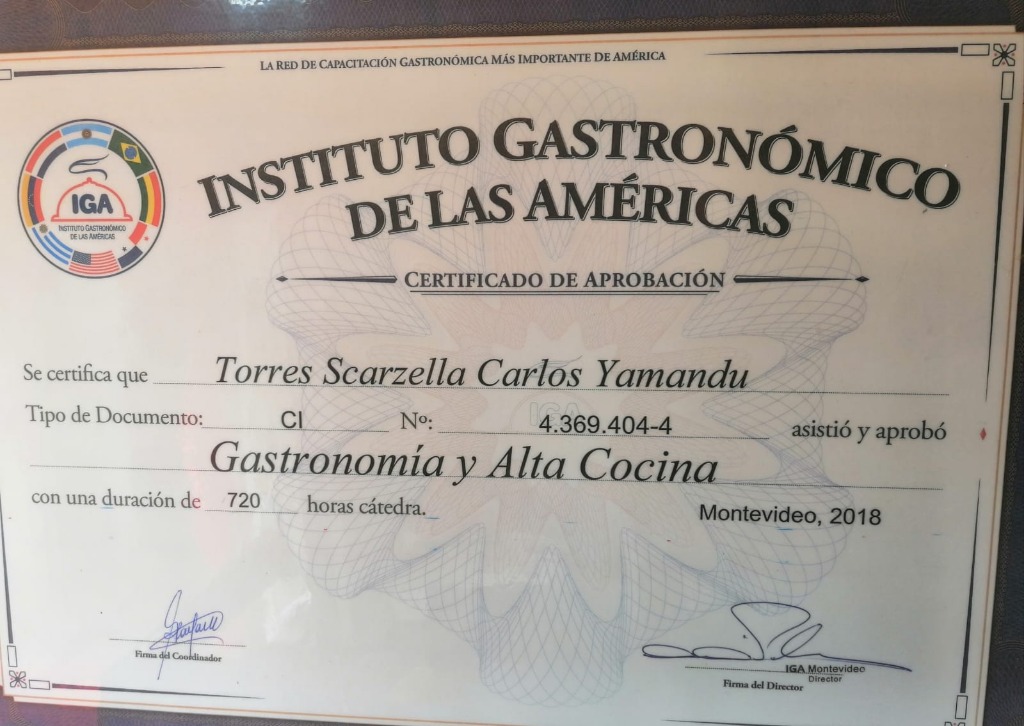 LA RED DE CAPACITACIÓN GASTRONÓMICA MÁS IMPORTANTE DE AMÉRICA
IGA
INSTITUTO GASTRONÓMICO
DE LAS AMÉRICAS
INSTITUTO GASTRONÓMICO
DE LAS AMÉRICAS
CERTIFICADO DE APROBACIÓN
Se certifica que Torres Scarzella Carlos Yamandu
Tipo de Documento: CI Nº: 4.369.404-4 asistió y aprobó
Gastronomía y Alta Cocina
con una duración de 720 horas cátedra.
Montevideo, 2018
IGA
Firma del Coordinador
IGA Montevideo
Director
Firma del Director